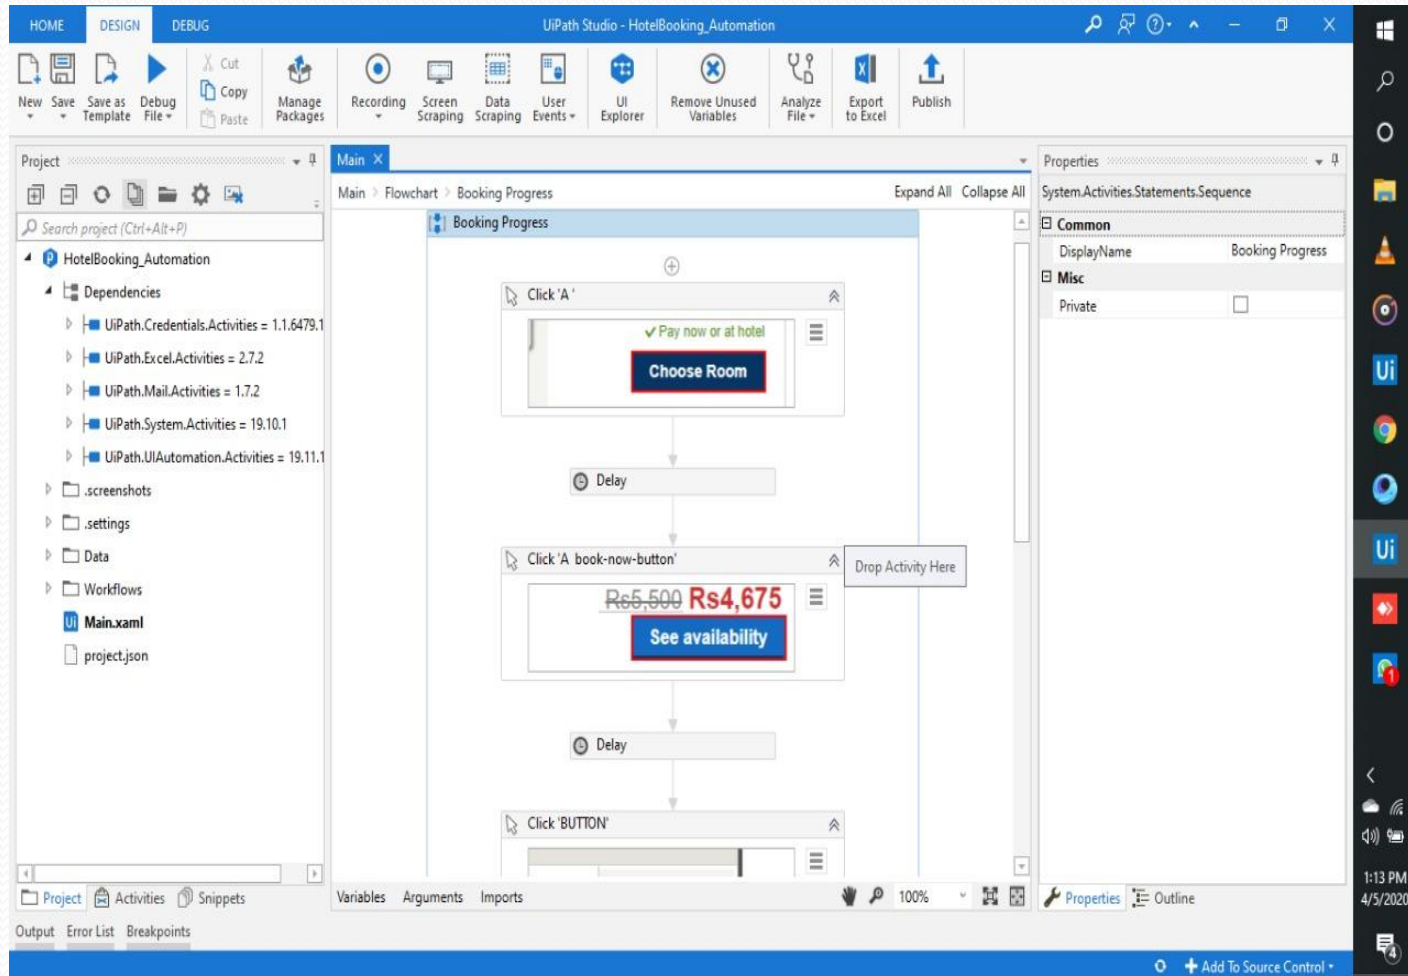 HOME DESIGN DEBUG UiPath Studio - HotelBooking_Automation
New Save Save as Template Debug File Cut Copy Paste Manage Packages Recording Screen Scraping Data Scraping User Events UI Explorer Remove Unused Variables Analyze File Export to Excel Publish
Project
Search project (Ctrl+Alt+P)
HotelBooking_Automation
Dependencies
UiPath.Credentials.Activities = 1.1.6479.1
UiPath.Excel.Activities = 2.7.2
UiPath.Mail.Activities = 1.7.2
UiPath.System.Activities = 19.10.1
UiPath.UIAutomation.Activities = 19.11.1
.screenshots
.settings
Data
Workflows
Main.xaml
project.json
Project Activities Snippets
Main
Main > Flowchart > Booking Progress Expand All Collapse All
Booking Progress
Click 'A '
Pay now or at hotel
Choose Room
Delay
Click 'A book-now-button'
Drop Activity Here
Rs5,500 Rs4,675
See availability
Delay
Click 'BUTTON'
Variables Arguments Imports 100%
Properties
System.Activities.Statements.Sequence
Common
DisplayName Booking Progress
Misc
Private
Properties Outline
Output Error List Breakpoints
Add To Source Control
Ui
Ui
1
1:13 PM
4/5/2020
4